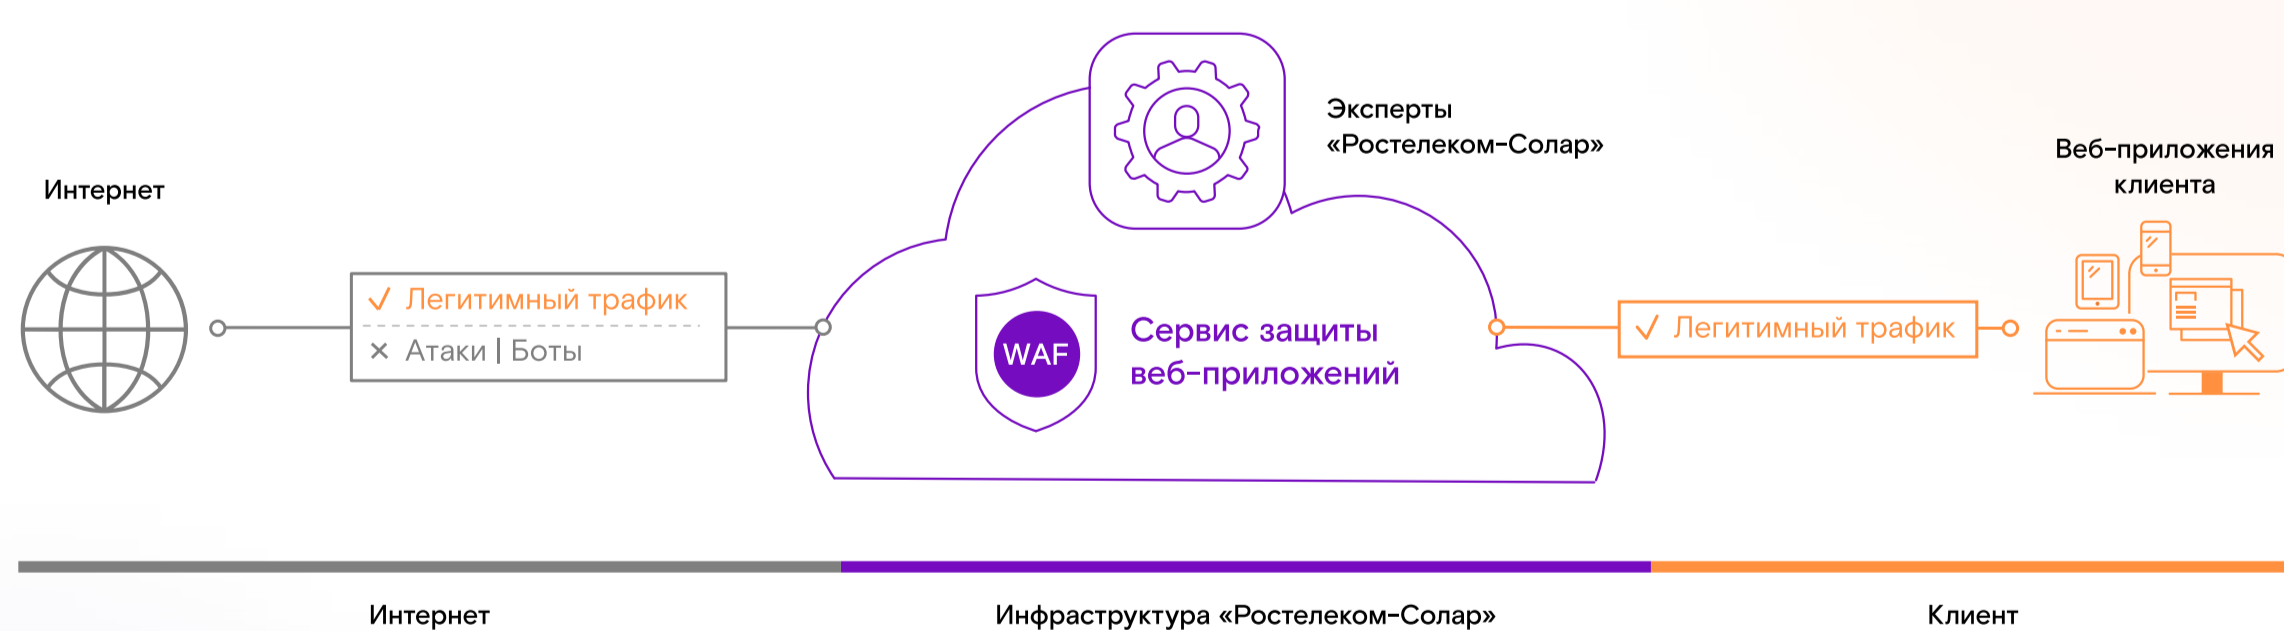 Интернет
✓ Легитимный трафик
✕ Атаки | Боты
Эксперты
«Ростелеком-Солар»
WAF
Сервис защиты
веб-приложений
✓ Легитимный трафик
Веб-приложения
клиента
Интернет
Инфраструктура «Ростелеком-Солар»
Клиент